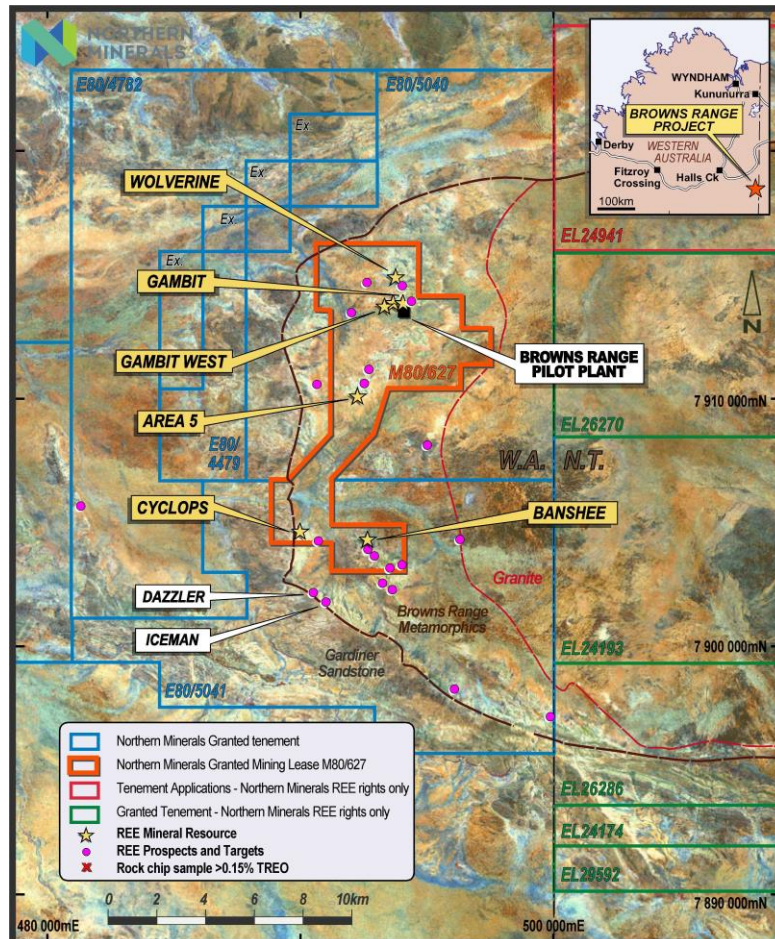 NORTHERN
MINERALS
E80/4782
E80/5040
Ex.
Ex.
Ex.
Ex.
WYNDHAM
Kununurra
BROWNS RANGE
PROJECT
Derby
WESTERN
AUSTRALIA
Fitzroy
Crossing
Halls Ck
100km
WOLVERINE
EL24941
GAMBIT
N
GAMBIT WEST
BROWNS RANGE
PILOT PLANT
M80/627
7 910 000mN
AREA 5
EL26270
E80/
4479
W.A.
N.T.
CYCLOPS
BANSHEE
Granite
DAZZLER
Browns Range
Metamorphics
ICEMAN
Gardiner
Sandstone
EL24193
7 900 000mN
E80/5041
Northern Minerals Granted tenement
Northern Minerals Granted Mining Lease M80/627
Tenement Applications - Northern Minerals REE rights only
Granted Tenement - Northern Minerals REE rights only
REE Mineral Resource
REE Prospects and Targets
Rock chip sample >0.15% TREO
EL26286
EL24174
EL29592
0 2 4 6 8 10km
7 890 000mN
480 000mE
500 000mE